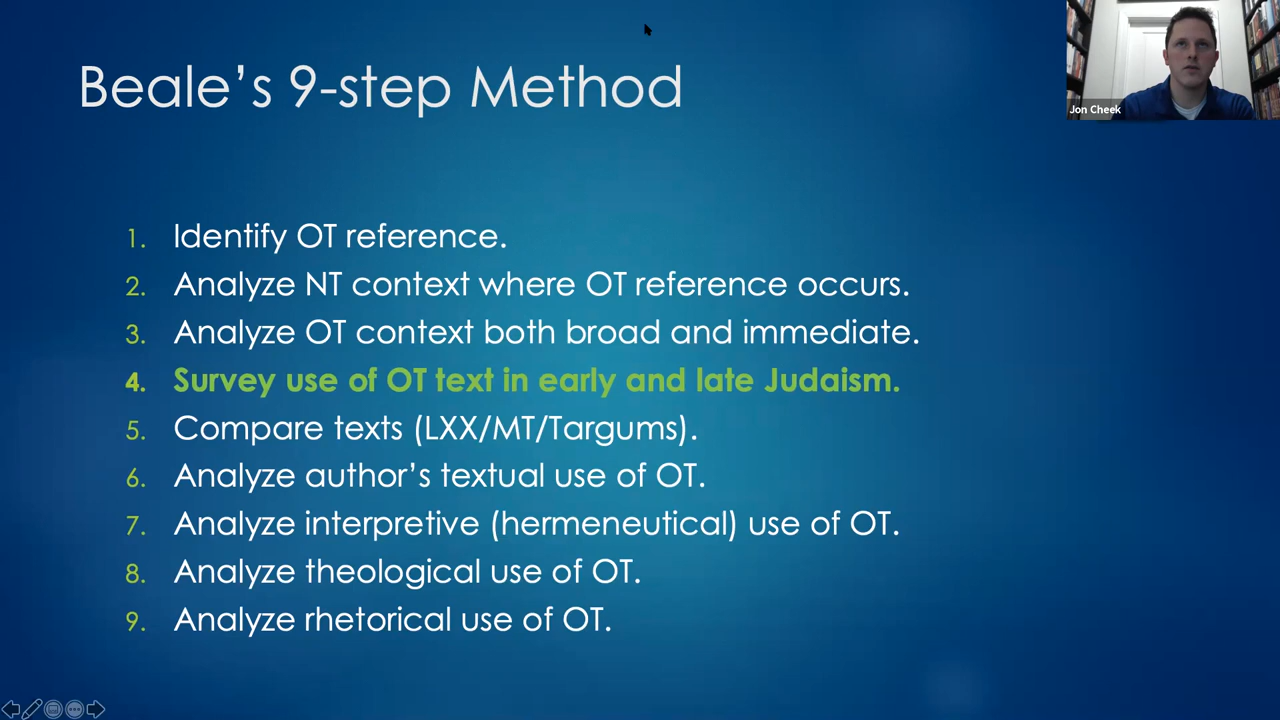 Beale's 9-step Method
Jon Cheek
1. Identify OT reference.
2. Analyze NT context where OT reference occurs.
3. Analyze OT context both broad and immediate.
4. Survey use of OT text in early and late Judaism.
5. Compare texts (LXX/MT/Targums).
6. Analyze author's textual use of OT.
7. Analyze interpretive (hermeneutical) use of OT.
8. Analyze theological use of OT.
9. Analyze rhetorical use of OT.